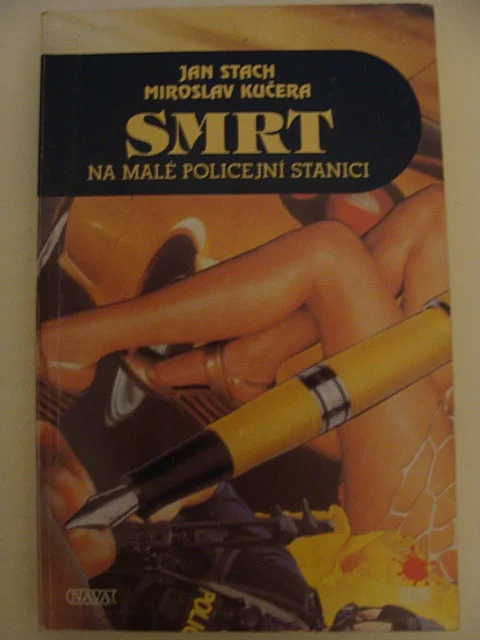 JAN STACH
MIROSLAV KUČERA
SMRT
NA MALÉ POLICEJNÍ STANICI
NAVA